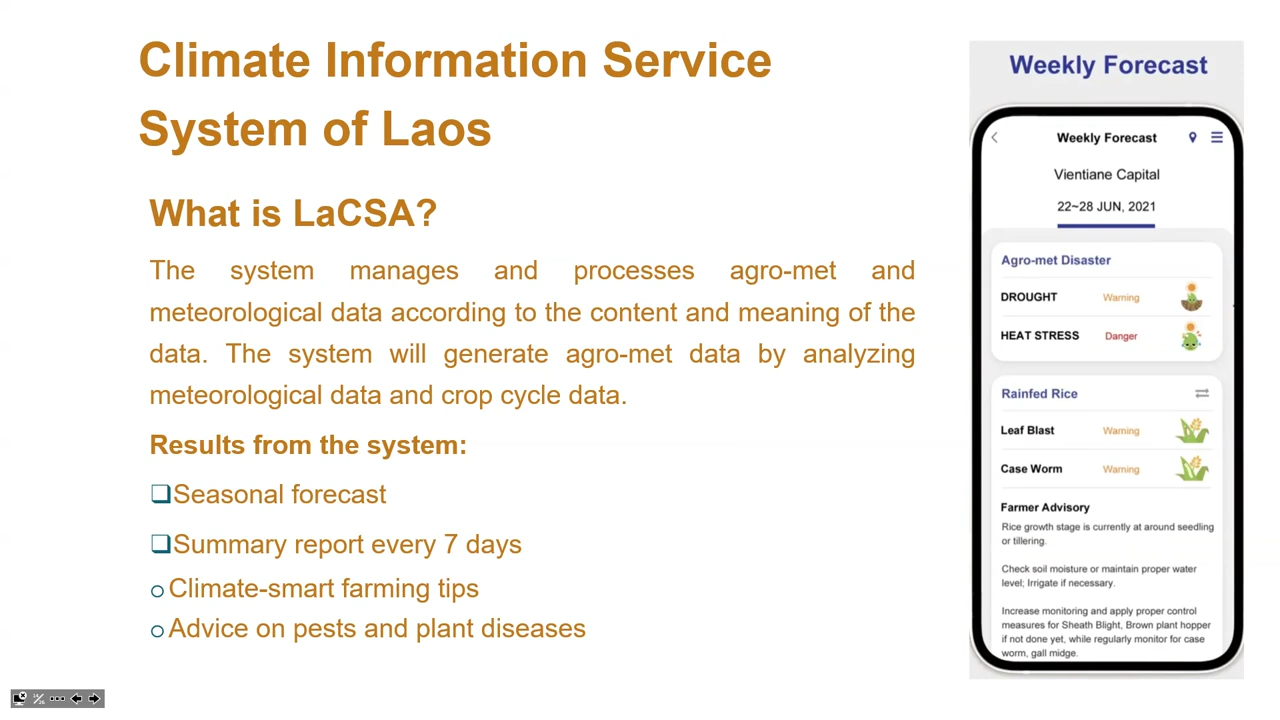 Climate Information Service
System of Laos
What is LaCSA?
The system manages and processes agro-met and
meteorological data according to the content and meaning of the
data. The system will generate agro-met data by analyzing
meteorological data and crop cycle data.
Results from the system:
Seasonal forecast
Summary report every 7 days
Climate-smart farming tips
Advice on pests and plant diseases
Weekly Forecast
Weekly Forecast
Vientiane Capital
22~28 JUN, 2021
Agro-met Disaster
DROUGHT Warning
HEAT STRESS Danger
Rainfed Rice
Leaf Blast Warning
Case Worm Warning
Farmer Advisory
Rice growth stage is currently at around seedling
or tillering.
Check soil moisture or maintain proper water
level; Irrigate if necessary.
Increase monitoring and apply proper control
measures for Sheath Blight, Brown plant hopper
if not done yet, while regularly monitor for case
worm, gall midge.